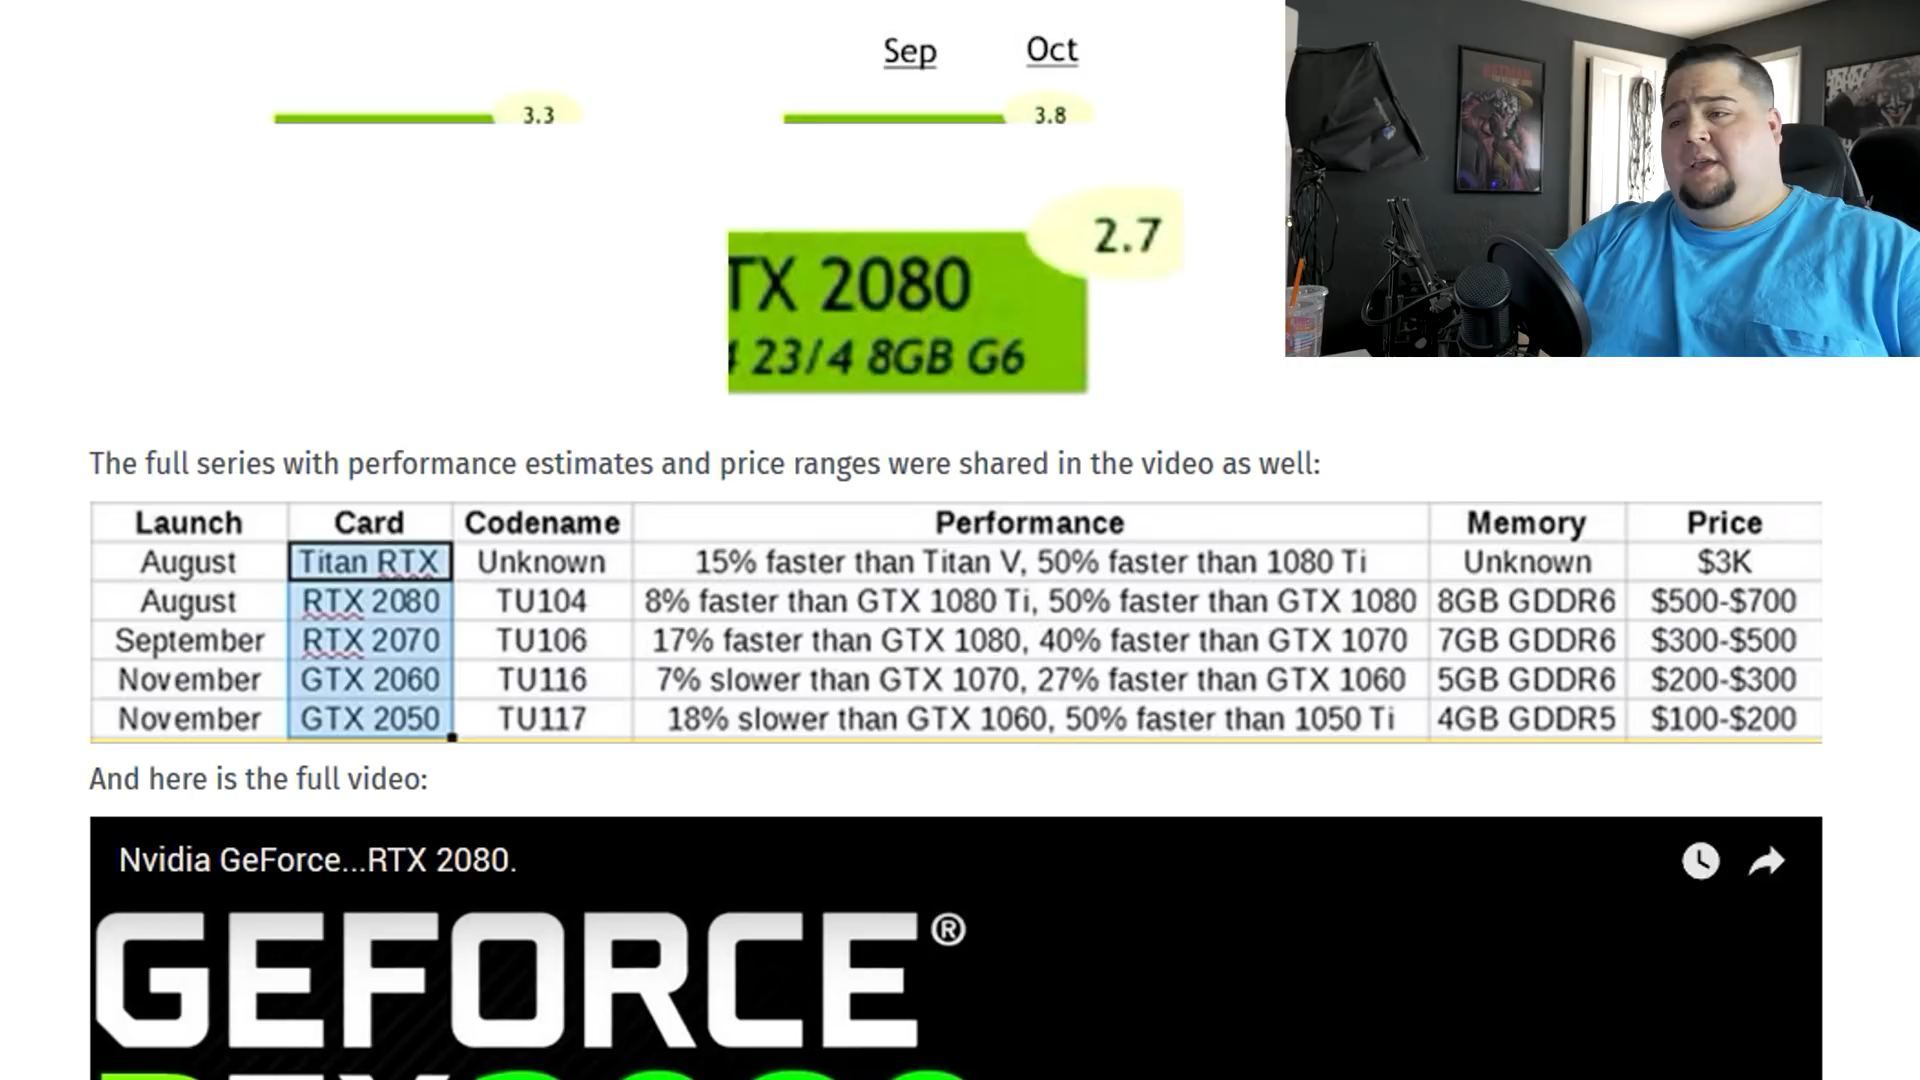 Sep Oct
3.3 3.8
2.7
TX 2080
23/4 8GB G6
The full series with performance estimates and price ranges were shared in the video as well:
Launch Card Codename Performance Memory Price
August Titan RTX Unknown 15% faster than Titan V, 50% faster than 1080 Ti Unknown $3K
August RTX 2080 TU104 8% faster than GTX 1080 Ti, 50% faster than GTX 1080 8GB GDDR6 $500-$700
September RTX 2070 TU106 17% faster than GTX 1080, 40% faster than GTX 1070 7GB GDDR6 $300-$500
November GTX 2060 TU116 7% slower than GTX 1070, 27% faster than GTX 1060 5GB GDDR6 $200-$300
November GTX 2050 TU117 18% slower than GTX 1060, 50% faster than 1050 Ti 4GB GDDR5 $100-$200
And here is the full video:
Nvidia GeForce...RTX 2080.
GEFORCE®